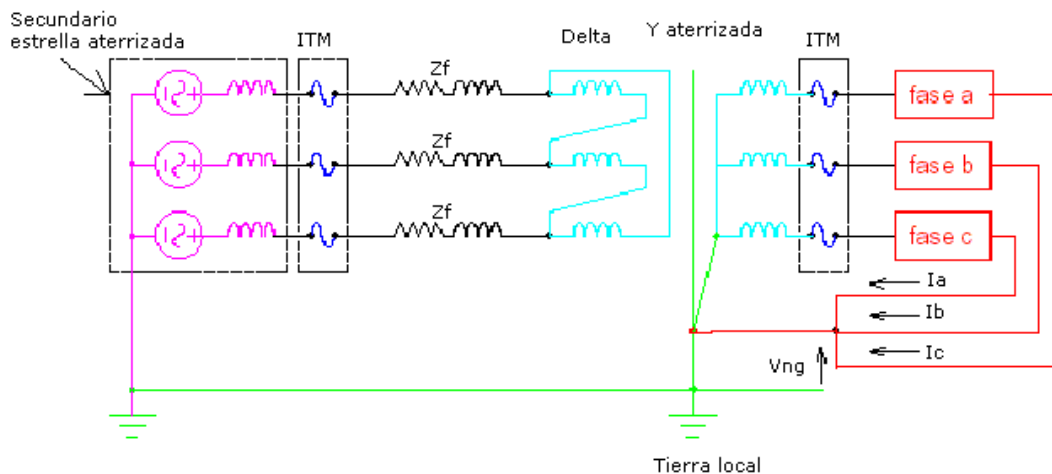 Secundario
estrella aterrizada
ITM
Zf
Delta
Y aterrizada
ITM
fase a
Zf
fase b
Zf
fase c
Ia
Ib
Ic
Vng
Tierra local